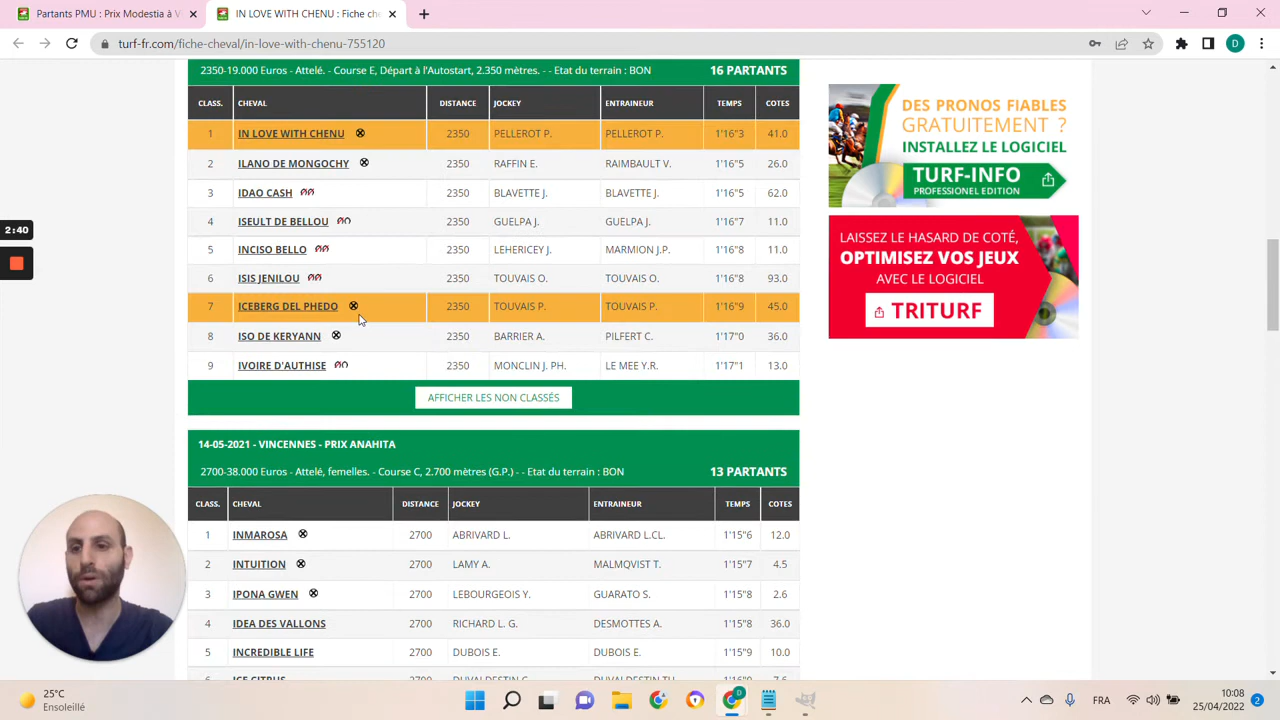 Partants PMU : Prix Modestia à V
IN LOVE WITH CHENU : Fiche che
turf-fr.com/fiche-cheval/in-love-with-chenu-755120
D
2350-19.000 Euros - Attelé. - Course E, Départ à l'Autostart, 2.350 mètres. - - Etat du terrain : BON 16 PARTANTS
CLASS. CHEVAL DISTANCE JOCKEY ENTRAINEUR TEMPS COTES
1 IN LOVE WITH CHENU 2350 PELLEROT P. PELLEROT P. 1'16"3 41.0
2 ILANO DE MONGOCHY 2350 RAFFIN E. RAIMBAULT V. 1'16"5 26.0
3 IDAO CASH 2350 BLAVETTE J. BLAVETTE J. 1'16"5 62.0
4 ISEULT DE BELLOU 2350 GUELPA J. GUELPA J. 1'16"7 11.0
5 INCISO BELLO 2350 LEHERICEY J. MARMION J.P. 1'16"8 11.0
6 ISIS JENILOU 2350 TOUVAIS O. TOUVAIS O. 1'16"8 93.0
7 ICEBERG DEL PHEDO 2350 TOUVAIS P. TOUVAIS P. 1'16"9 45.0
8 ISO DE KERYANN 2350 BARRIER A. PILFERT C. 1'17"0 36.0
9 IVOIRE D'AUTHISE 2350 MONCLIN J. PH. LE MEE Y.R. 1'17"1 13.0
AFFICHER LES NON CLASSÉS
14-05-2021 - VINCENNES - PRIX ANAHITA
2700-38.000 Euros - Attelé, femelles. - Course C, 2.700 mètres (G.P.) - Etat du terrain : BON 13 PARTANTS
CLASS. CHEVAL DISTANCE JOCKEY ENTRAINEUR TEMPS COTES
1 INMAROSA 2700 ABRIVARD L. ABRIVARD L.CL. 1'15"6 12.0
2 INTUITION 2700 LAMY A. MALMQVIST T. 1'15"7 4.5
3 IPONA GWEN 2700 LEBOURGEOIS Y. GUARATO S. 1'15"8 2.6
4 IDEA DES VALLONS 2700 RICHARD L. G. DESMOTTES A. 1'15"8 36.0
5 INCREDIBLE LIFE 2700 DUBOIS E. DUBOIS E. 1'15"9 10.0
DES PRONOS FIABLES
GRATUITEMENT ?
INSTALLEZ LE LOGICIEL
TURF-INFO
PROFESSIONEL EDITION
LAISSEZ LE HASARD DE COTÉ,
OPTIMISEZ VOS JEUX
AVEC LE LOGICIEL
TRITURF
2:40
25°C
Ensoleillé
D
FRA
10:08
25/04/2022
2